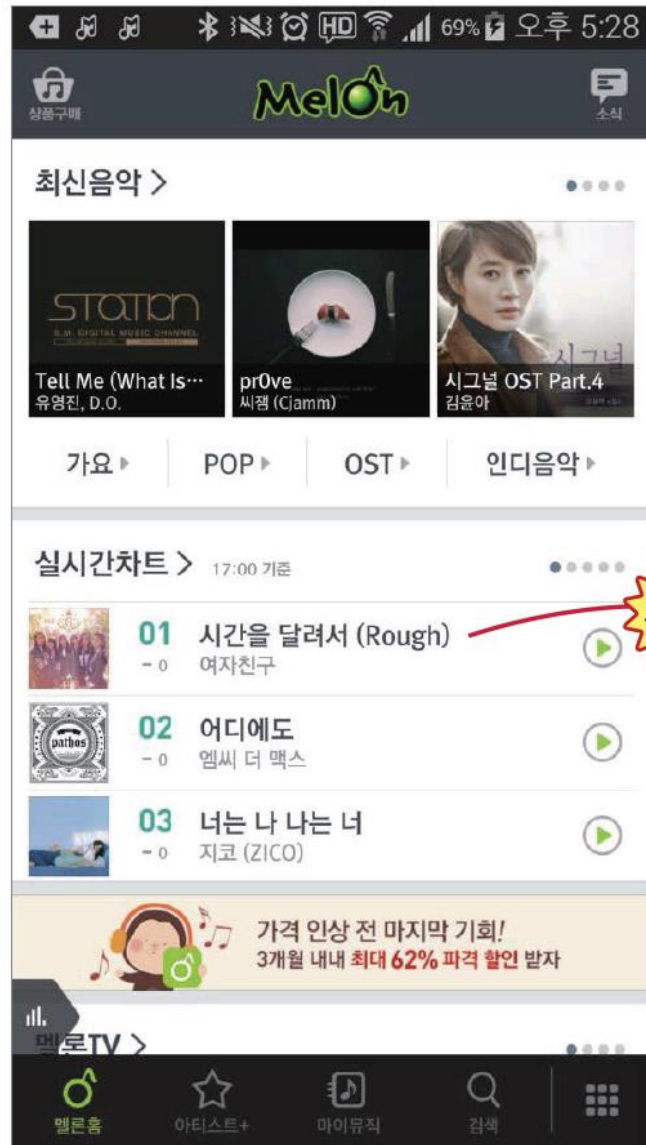 69% 오후 5:28
상품구매
Melon
소식
최신음악 >
STATION
S.M. DIGITAL MUSIC CHANNEL
Tell Me (What Is…
유영진, D.O.
pr0ve
씨잼 (Cjamm)
시그널
시그널 OST Part.4
김윤아
가요 POP OST 인디음악
실시간차트 > 17:00 기준
01 시간을 달려서 (Rough)
- 0 여자친구
pathos
02 어디에도
- 0 엠씨 더 맥스
03 너는 나 나는 너
- 0 지코 (ZICO)
가격 인상 전 마지막 기회!
3개월 내내 최대 62% 파격 할인 받자
멜론TV >
멜론홈 아티스트+ 마이뮤직 검색